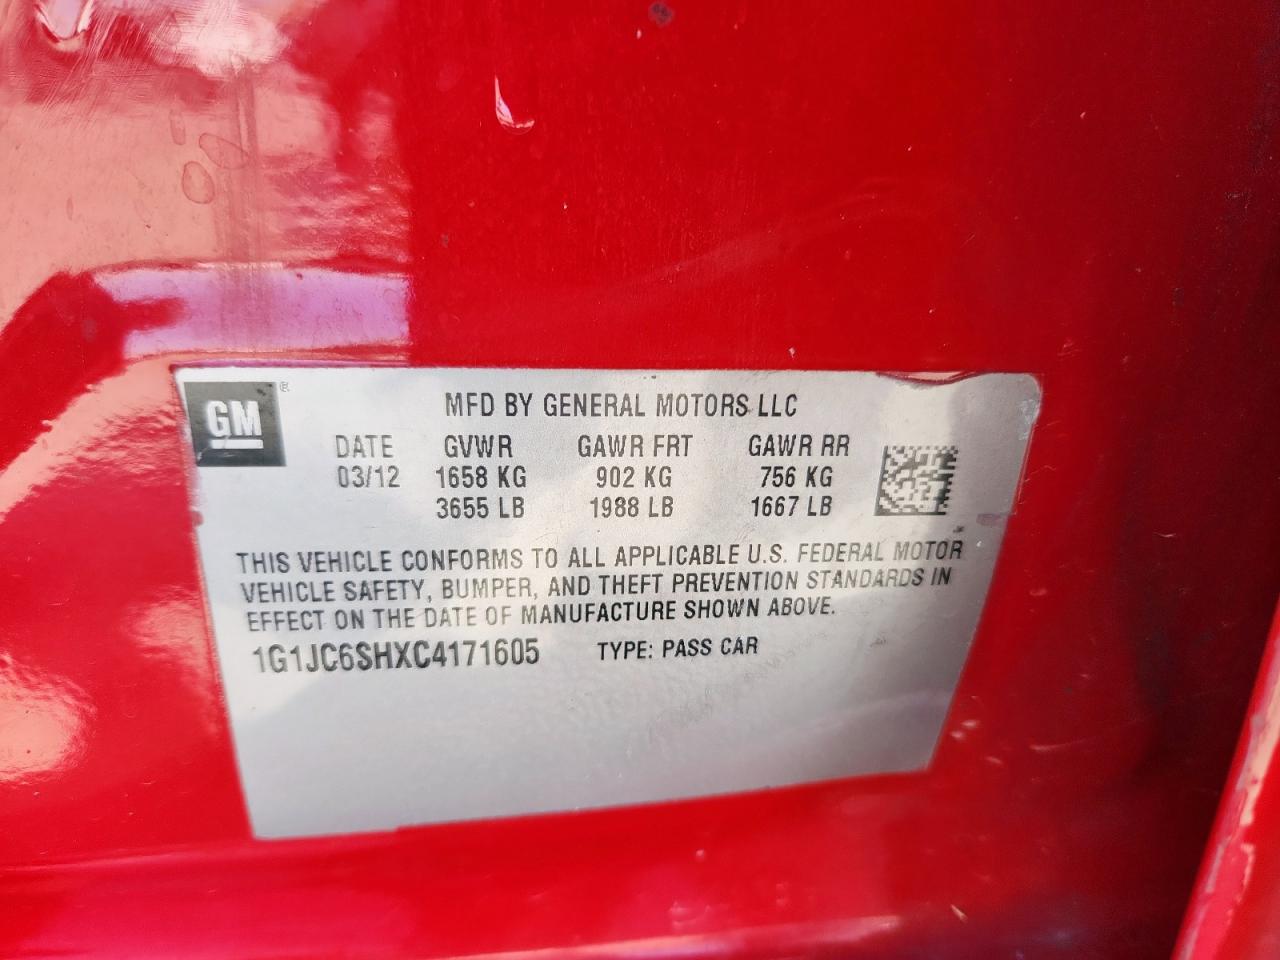 GM ®
MFD BY GENERAL MOTORS LLC
DATE GVWR GAWR FRT GAWR RR
03/12 1658 KG 902 KG 756 KG
3655 LB 1988 LB 1667 LB
THIS VEHICLE CONFORMS TO ALL APPLICABLE U.S. FEDERAL MOTOR
VEHICLE SAFETY, BUMPER, AND THEFT PREVENTION STANDARDS IN
EFFECT ON THE DATE OF MANUFACTURE SHOWN ABOVE.
1G1JC6SHXC4171605 TYPE: PASS CAR